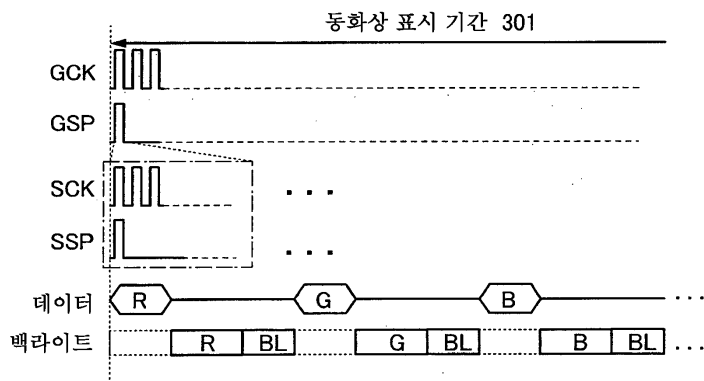 동화상 표시 기간 301
GCK
GSP
SCK
...
SSP
...
데이터 R G B ...
백라이트 R BL G BL B BL ...